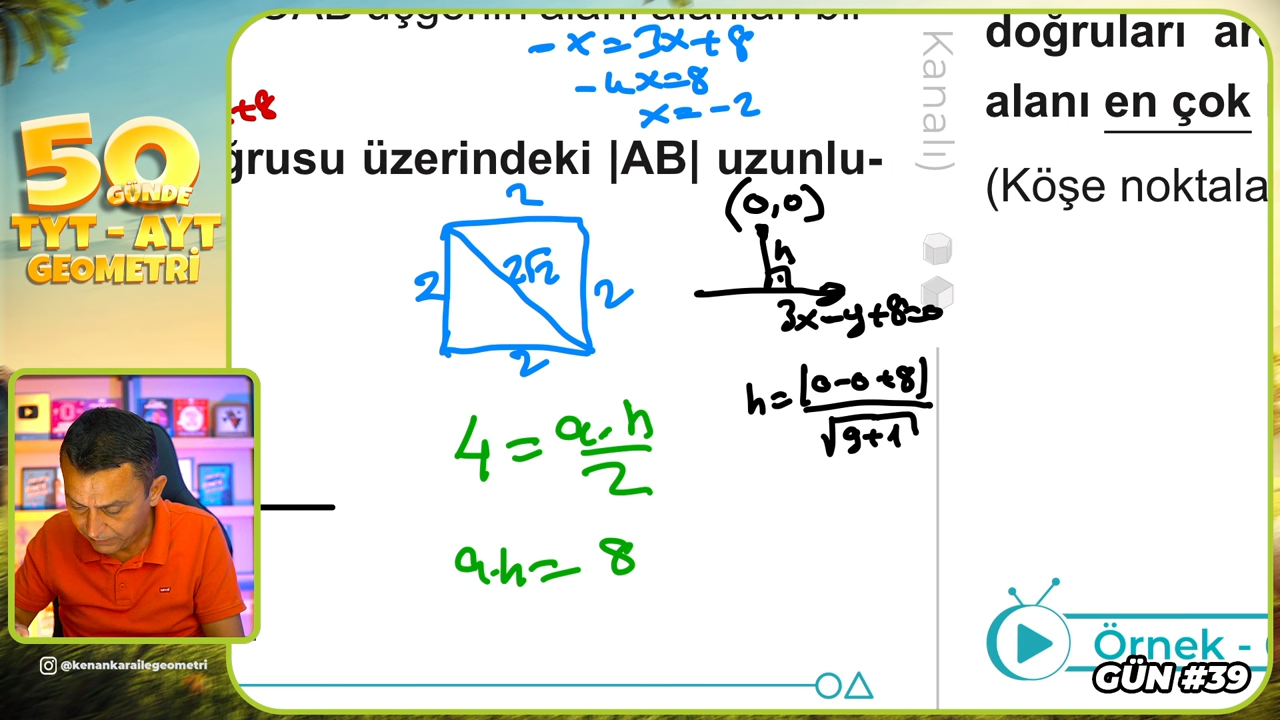 50
GÜNDE
TYT - AYT
GEOMETRİ
-x=3x+8
-4x=8
x=-2
+8
ğrusu üzerindeki |AB| uzunlu-
2
2√2
2
2
2
(0,0)
h
3x-y+8=0
h=|0-0+8|/√9+1
4=a.h/2
a.h=8
Kanalı)
doğruları
alanı en çok
(Köşe noktala
Örnek -
GÜN #39
@kenankarailegeometri